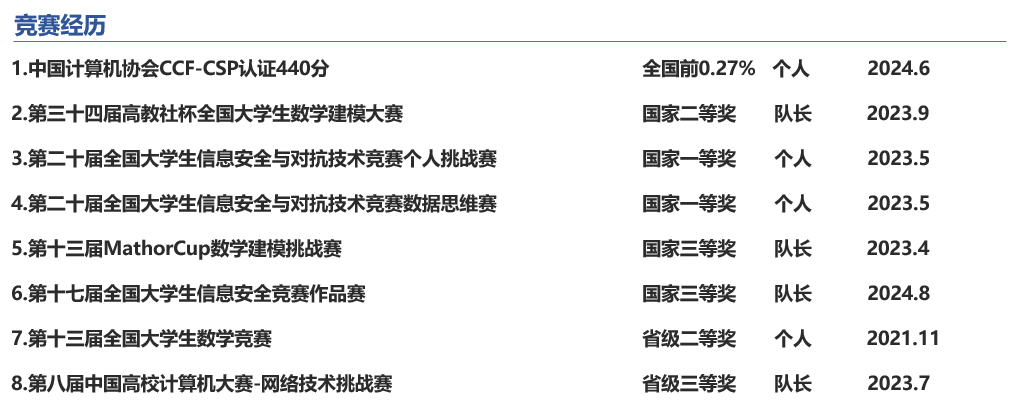 竞赛经历
1.中国计算机协会CCF-CSP认证440分 全国前0.27% 个人 2024.6
2.第三十四届高教社杯全国大学生数学建模大赛 国家二等奖 队长 2023.9
3.第二十届全国大学生信息安全与对抗技术竞赛个人挑战赛 国家一等奖 个人 2023.5
4.第二十届全国大学生信息安全与对抗技术竞赛数据思维赛 国家一等奖 个人 2023.5
5.第十三届MathorCup数学建模挑战赛 国家三等奖 队长 2023.4
6.第十七届全国大学生信息安全竞赛作品赛 国家三等奖 队长 2024.8
7.第十三届全国大学生数学竞赛 省级二等奖 个人 2021.11
8.第八届中国高校计算机大赛-网络技术挑战赛 省级三等奖 队长 2023.7